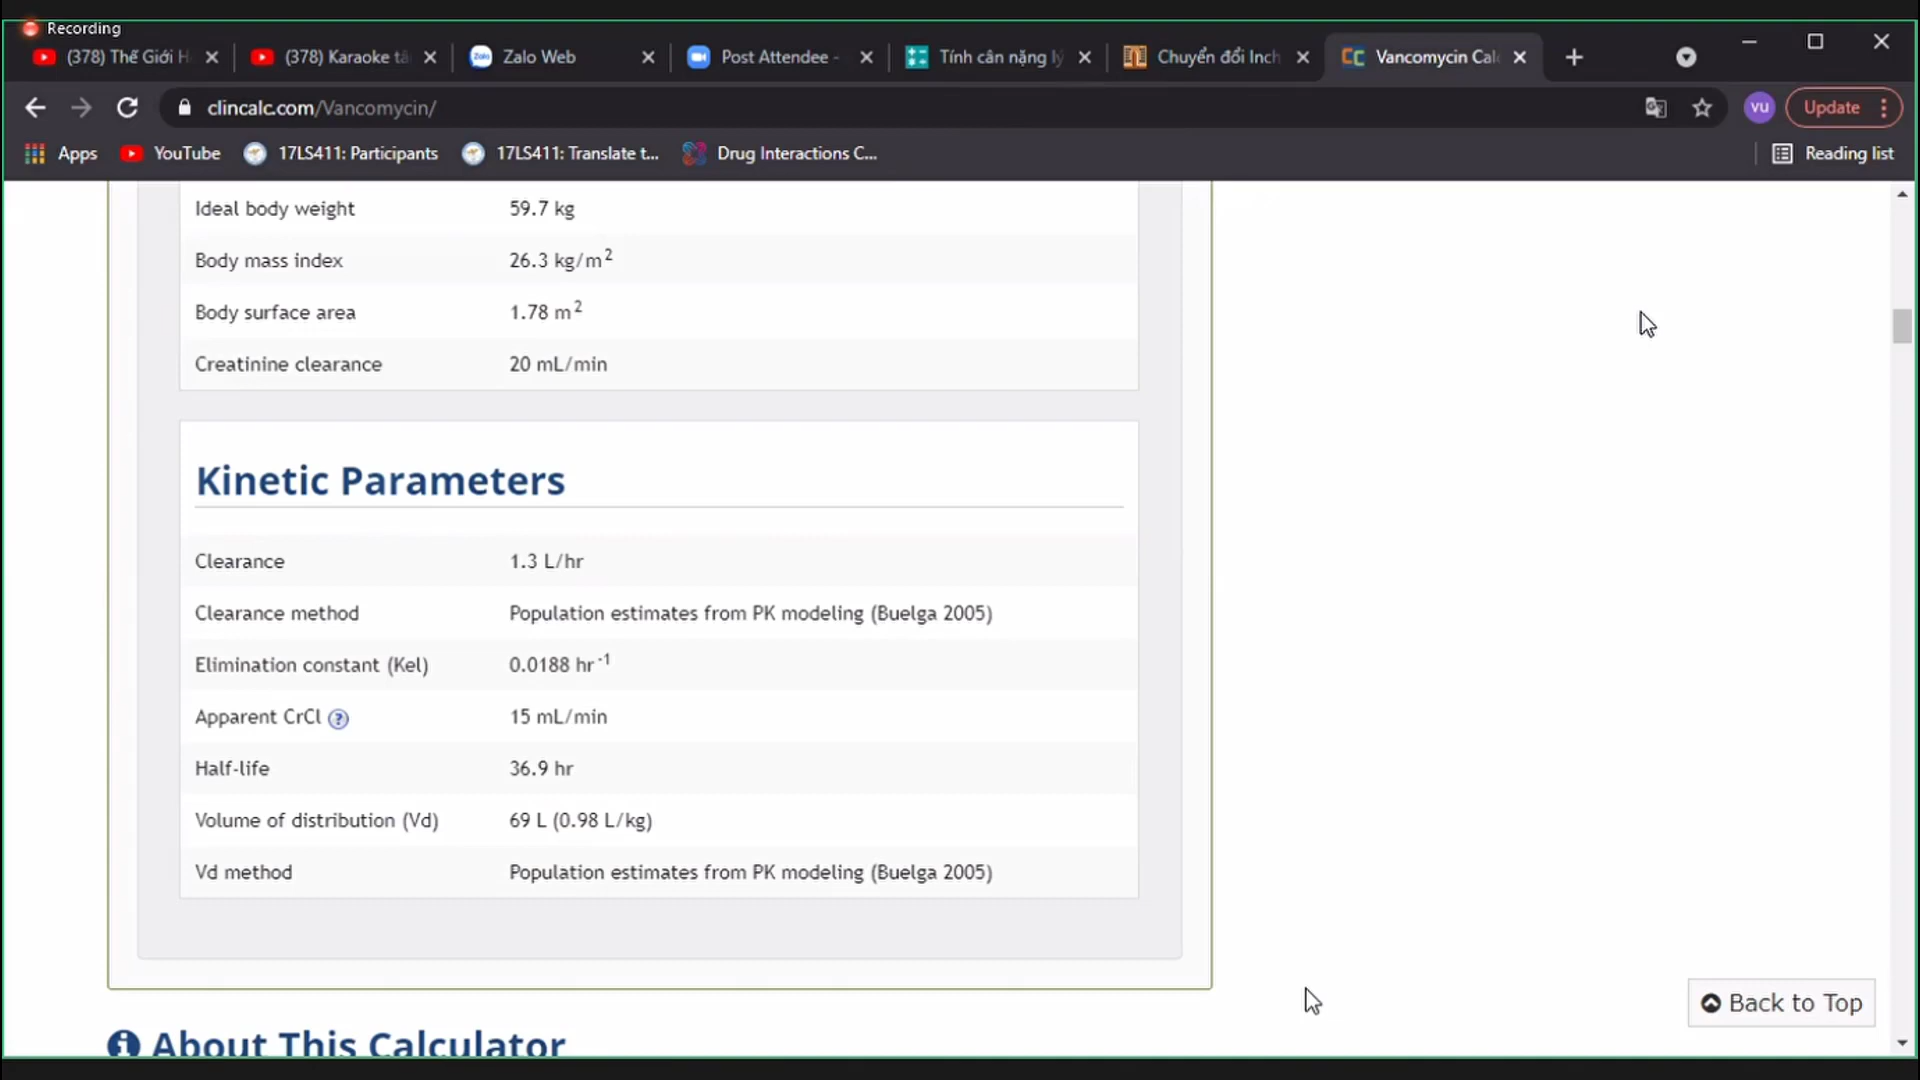 Recording
(378) Thế Giới H
(378) Karaoke tâ
Zalo Web
Post Attendee -
Tính cân nặng lý
Chuyển đổi Inch
Vancomycin Cal
clincalc.com/Vancomycin/
VU
Update
Apps
YouTube
17LS411: Participants
17LS411: Translate t...
Drug Interactions C...
Reading list
Ideal body weight 59.7 kg
Body mass index 26.3 kg/m²
Body surface area 1.78 m²
Creatinine clearance 20 mL/min
Kinetic Parameters
Clearance 1.3 L/hr
Clearance method Population estimates from PK modeling (Buelga 2005)
Elimination constant (Kel) 0.0188 hr⁻¹
Apparent CrCl ? 15 mL/min
Half-life 36.9 hr
Volume of distribution (Vd) 69 L (0.98 L/kg)
Vd method Population estimates from PK modeling (Buelga 2005)
Back to Top
About This Calculator